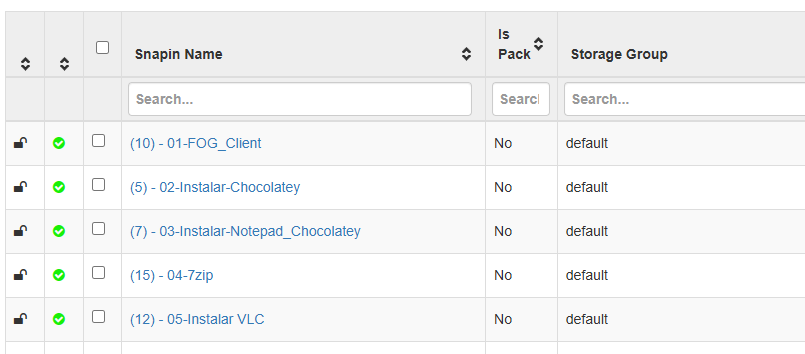 Is
Snapin Name Pack Storage Group
Search... Search Search...
(10) - 01-FOG_Client No default
(5) - 02-Instalar-Chocolatey No default
(7) - 03-Instalar-Notepad_Chocolatey No default
(15) - 04-7zip No default
(12) - 05-Instalar VLC No default